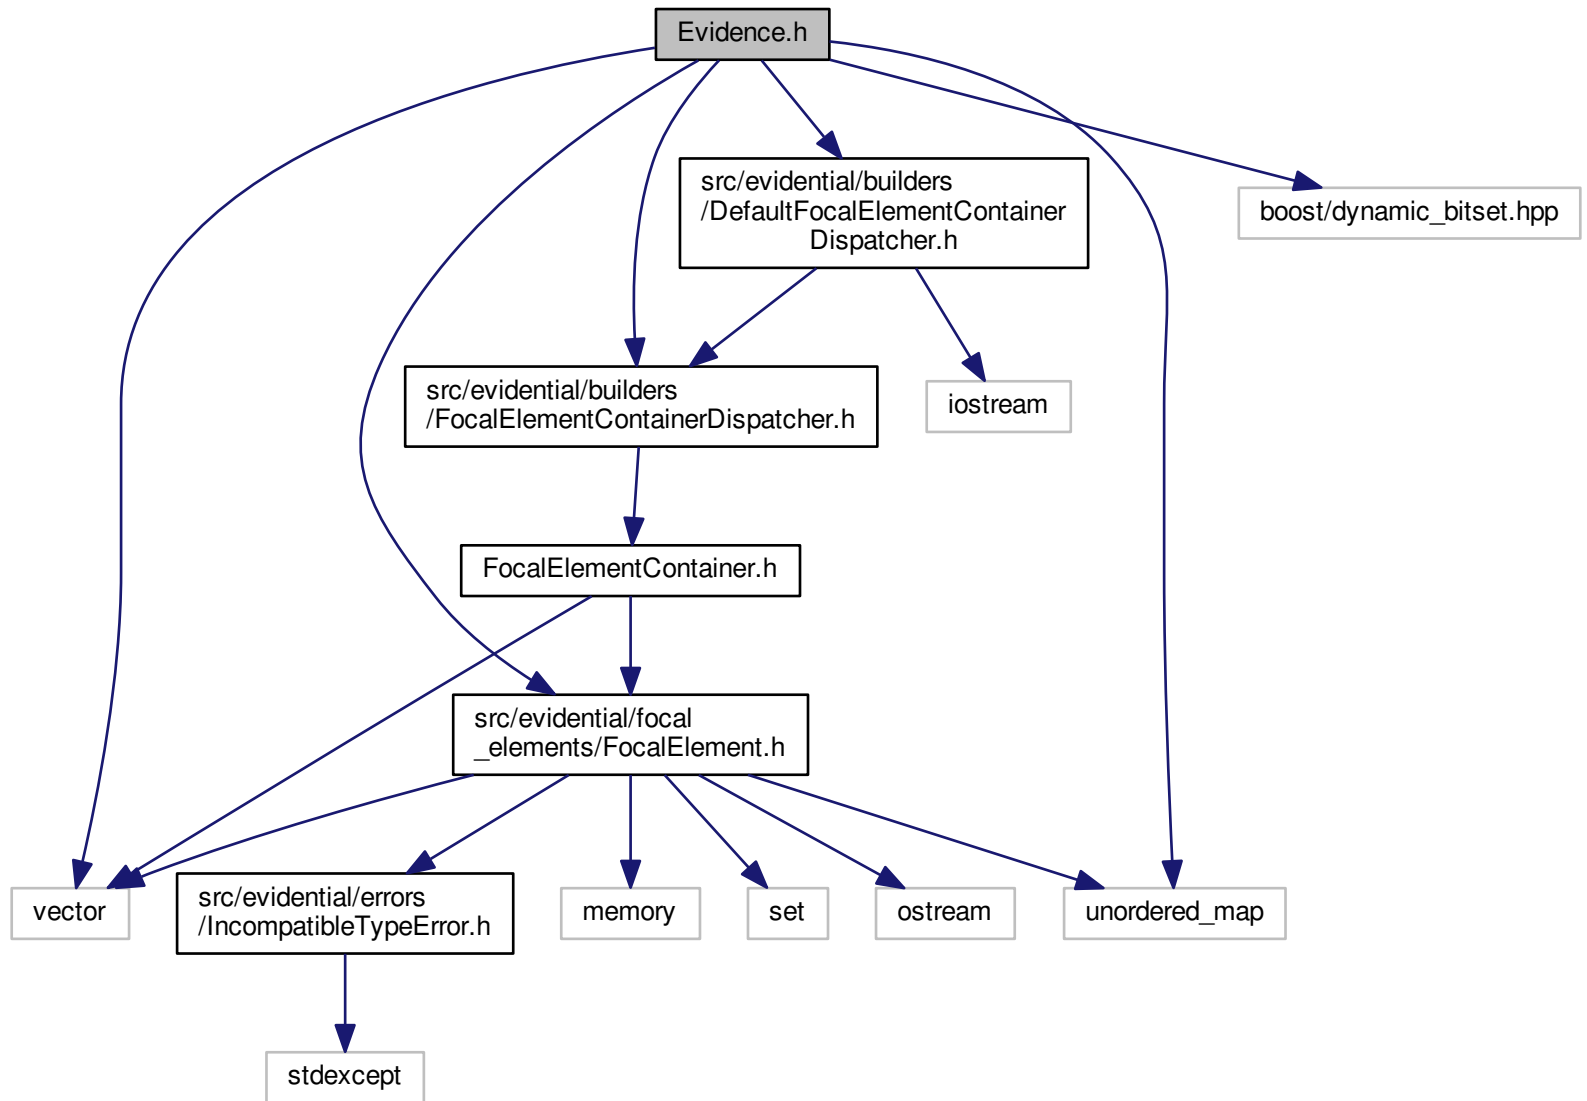 Evidence.h
src/evidential/builders
/DefaultFocalElementContainer
Dispatcher.h
boost/dynamic_bitset.hpp
src/evidential/builders
/FocalElementContainerDispatcher.h
iostream
FocalElementContainer.h
src/evidential/focal
_elements/FocalElement.h
vector
src/evidential/errors
/IncompatibleTypeError.h
memory
set
ostream
unordered_map
stdexcept